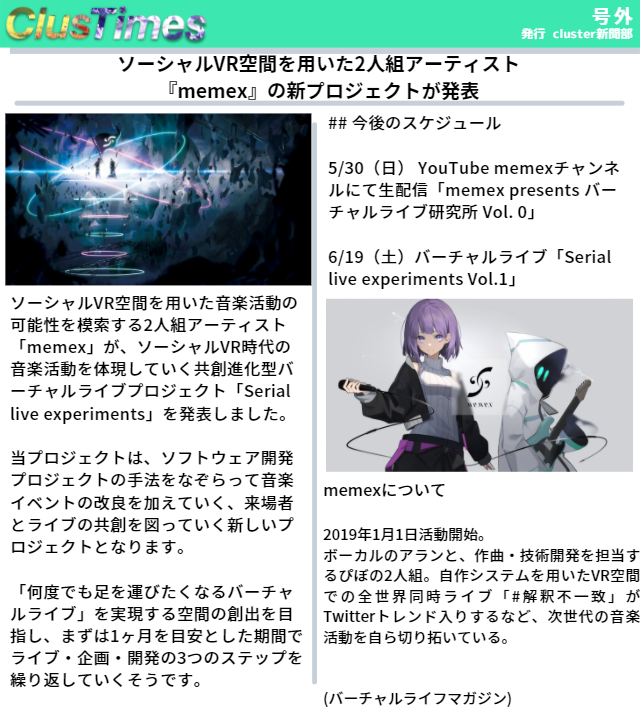 ClusTimes
号外
発行 cluster新聞部
ソーシャルVR空間を用いた2人組アーティスト
『memex』の新プロジェクトが発表
ソーシャルVR空間を用いた音楽活動の
可能性を模索する2人組アーティスト
「memex」が、ソーシャルVR時代の
音楽活動を体現していく共創進化型バ
ーチャルライブプロジェクト「Serial
live experiments」を発表しました。
当プロジェクトは、ソフトウェア開発
プロジェクトの手法をなぞらって音楽
イベントの改良を加えていく、来場者
とライブの共創を図っていく新しいプ
ロジェクトとなります。
「何度でも足を運びたくなるバーチャ
ルライブ」を実現する空間の創出を目
指し、まずは1ヶ月を目安とした期間で
ライブ・企画・開発の3つのステップを
繰り返していくそうです。
## 今後のスケジュール
5/30（日） YouTube memexチャンネ
ルにて生配信「memex presents バー
チャルライブ研究所 Vol. 0」
6/19（土）バーチャルライブ「Serial
live experiments Vol.1」
memex
memexについて
2019年1月1日活動開始。
ボーカルのアランと、作曲・技術開発を担当す
るぴぼの2人組。自作システムを用いたVR空間
での全世界同時ライブ「#解釈不一致」が
Twitterトレンド入りするなど、次世代の音楽
活動を自ら切り拓いている。
(バーチャルライフマガジン)